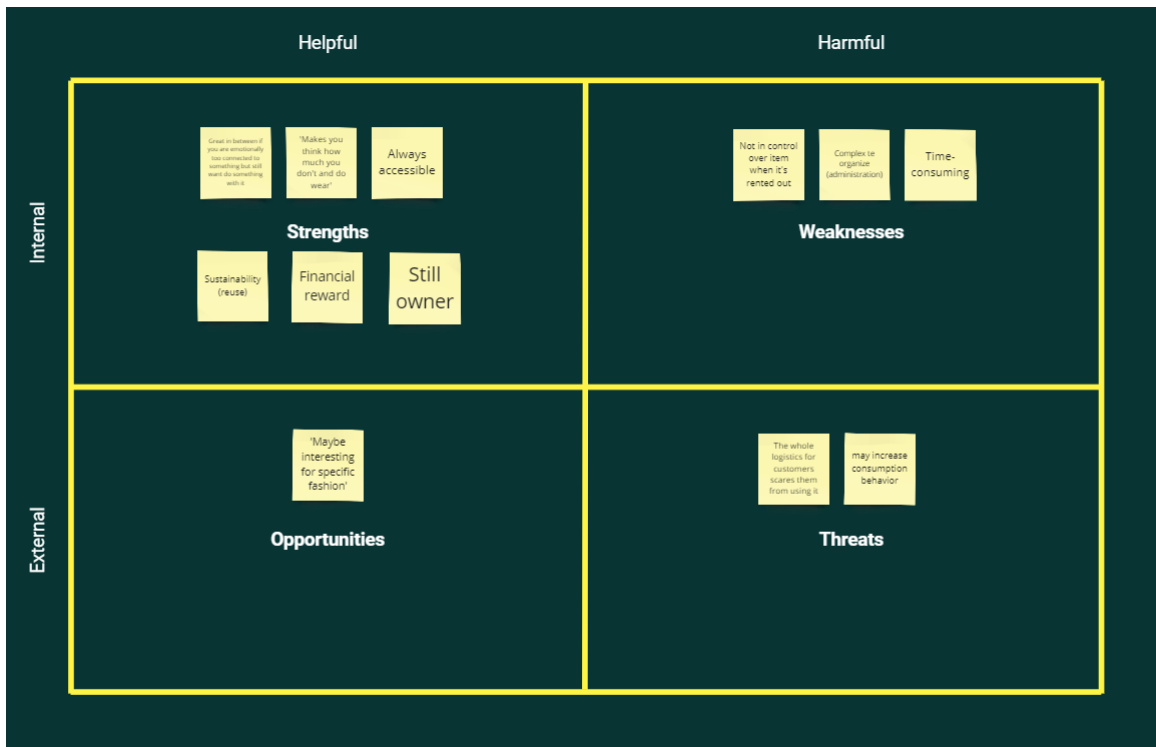 Helpful
Harmful
Internal
Great in between if
you are emotionally
too connected to
something but still
want do something
with it
'Makes you
think how
much you
don't and do
wear'
Always
accessible
Strengths
Sustainability
(reuse)
Financial
reward
Still
owner
Not in control
over item
when it's
rented out
Complex te
organize
(administration)
Time-
consuming
Weaknesses
External
'Maybe
interesting
for specific
fashion'
Opportunities
The whole
logistics for
customers
scares them
from using it
may increase
consumption
behavior
Threats